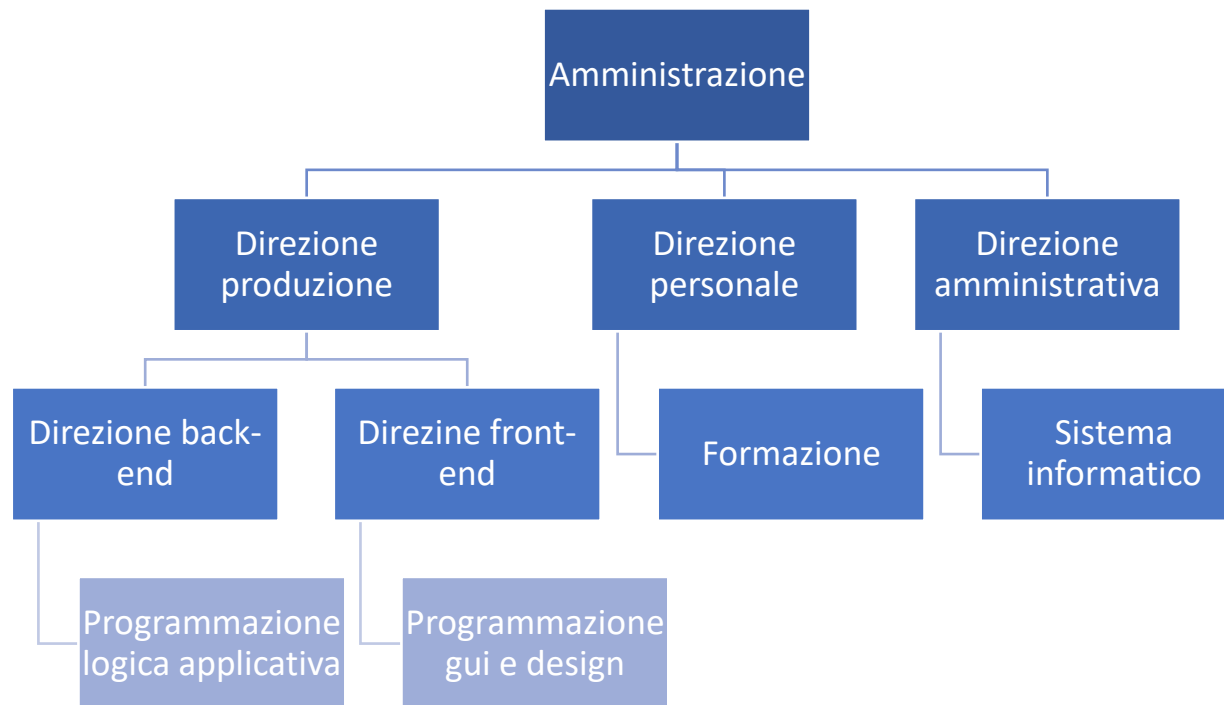 Amministrazione
Direzione
produzione
Direzione
personale
Direzione
amministrativa
Direzione back-
end
Direzine front-
end
Formazione
Sistema
informatico
Programmazione
logica applicativa
Programmazione
gui e design